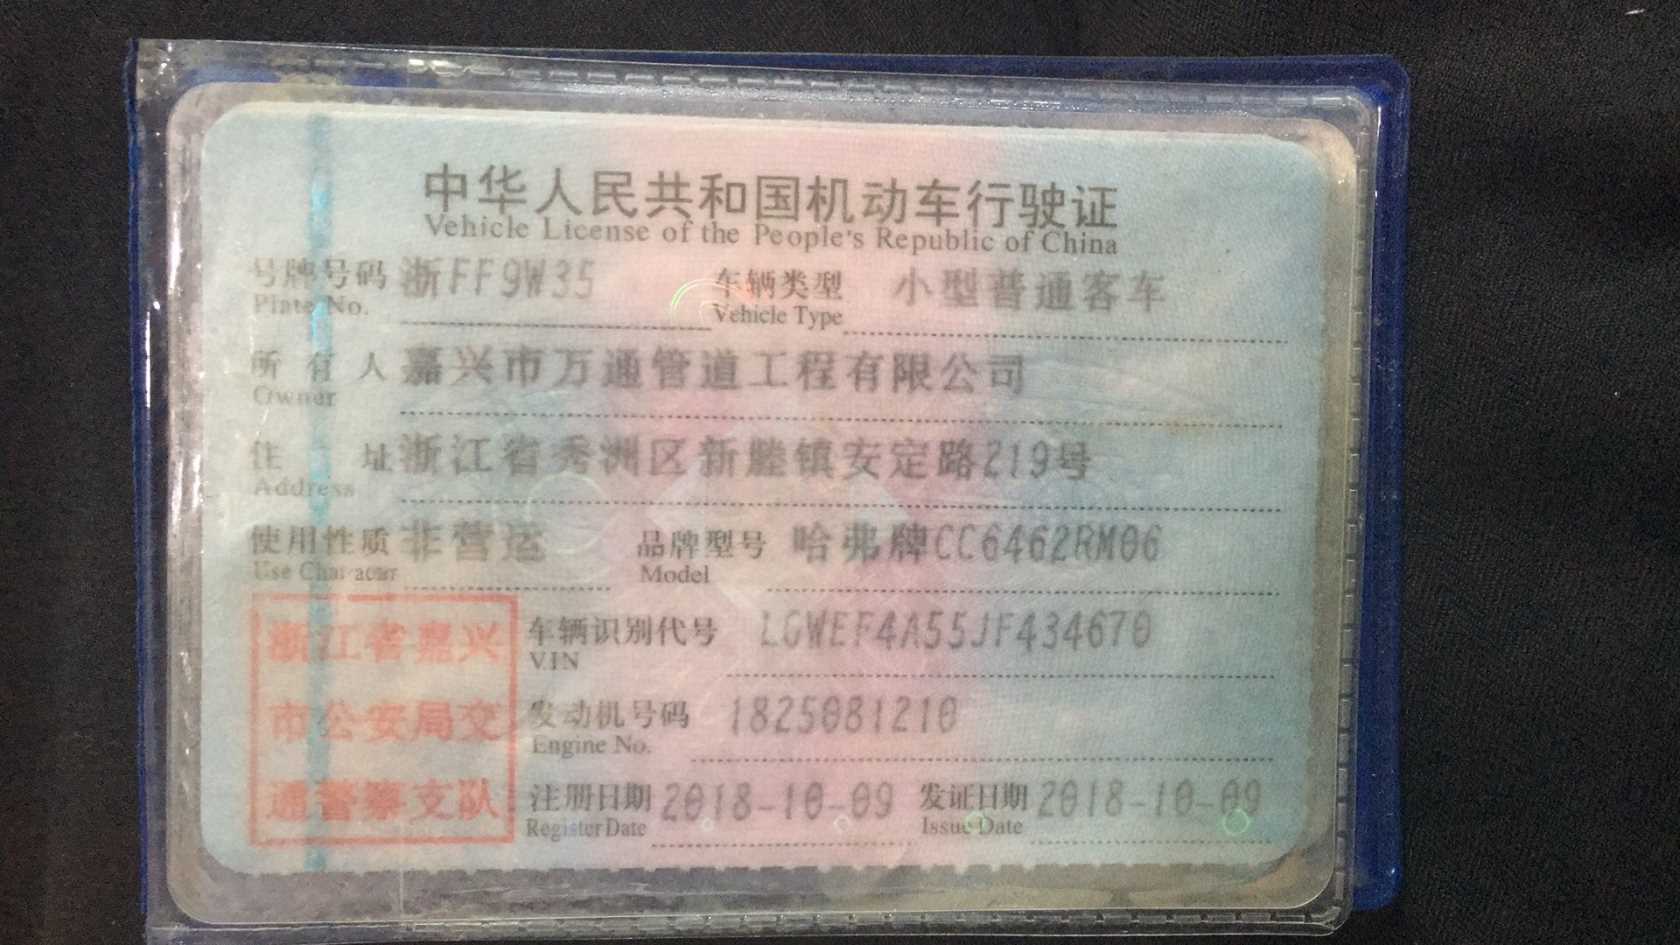 中华人民共和国机动车行驶证
Vehicle License of the People's Republic of China
号牌号码 浙FF9W35 车辆类型 小型普通客车
Plate No. Vehicle Type
所有人 嘉兴市万通管道工程有限公司
Owner
住址 浙江省秀洲区新塍镇安定路219号
Address
使用性质 非营运 品牌型号 哈弗牌CC6462RM06
Use Character Model
浙江省嘉兴
市公安局交
通警察支队
车辆识别代号 LGWEF4A55JF434670
VIN
发动机号码 1825081210
Engine No.
注册日期 2018-10-09 发证日期 2018-10-09
Register Date Issue Date